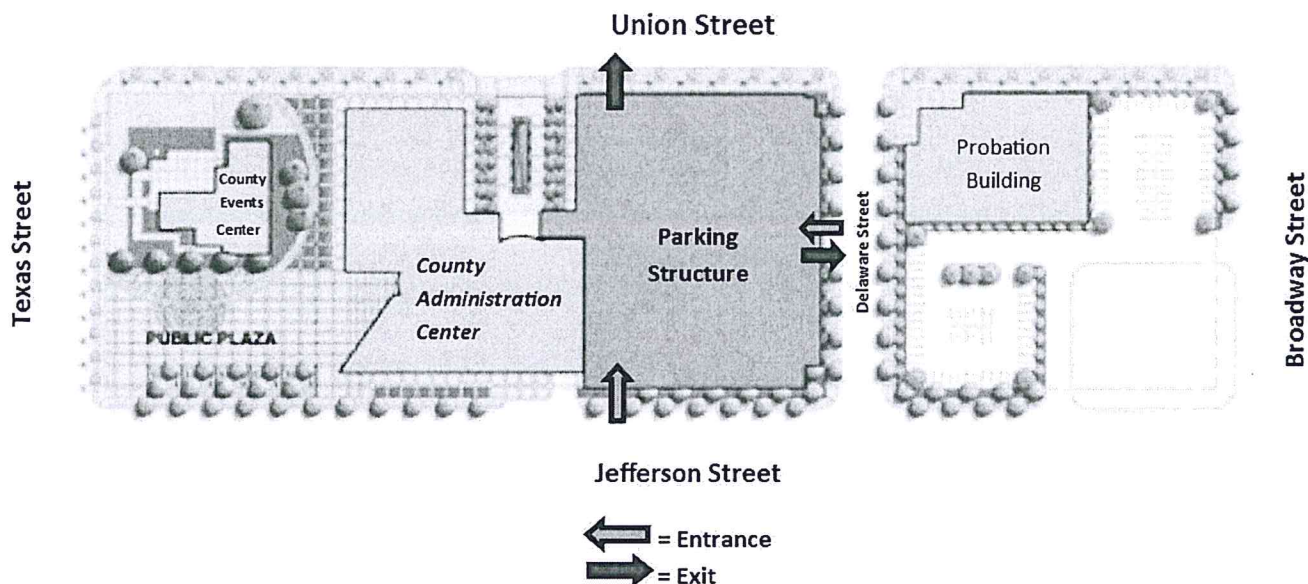 Union Street
Texas Street
County
Events
Center
PUBLIC PLAZA
County
Administration
Center
Parking
Structure
Delaware Street
Probation
Building
Broadway Street
Jefferson Street
= Entrance
= Exit